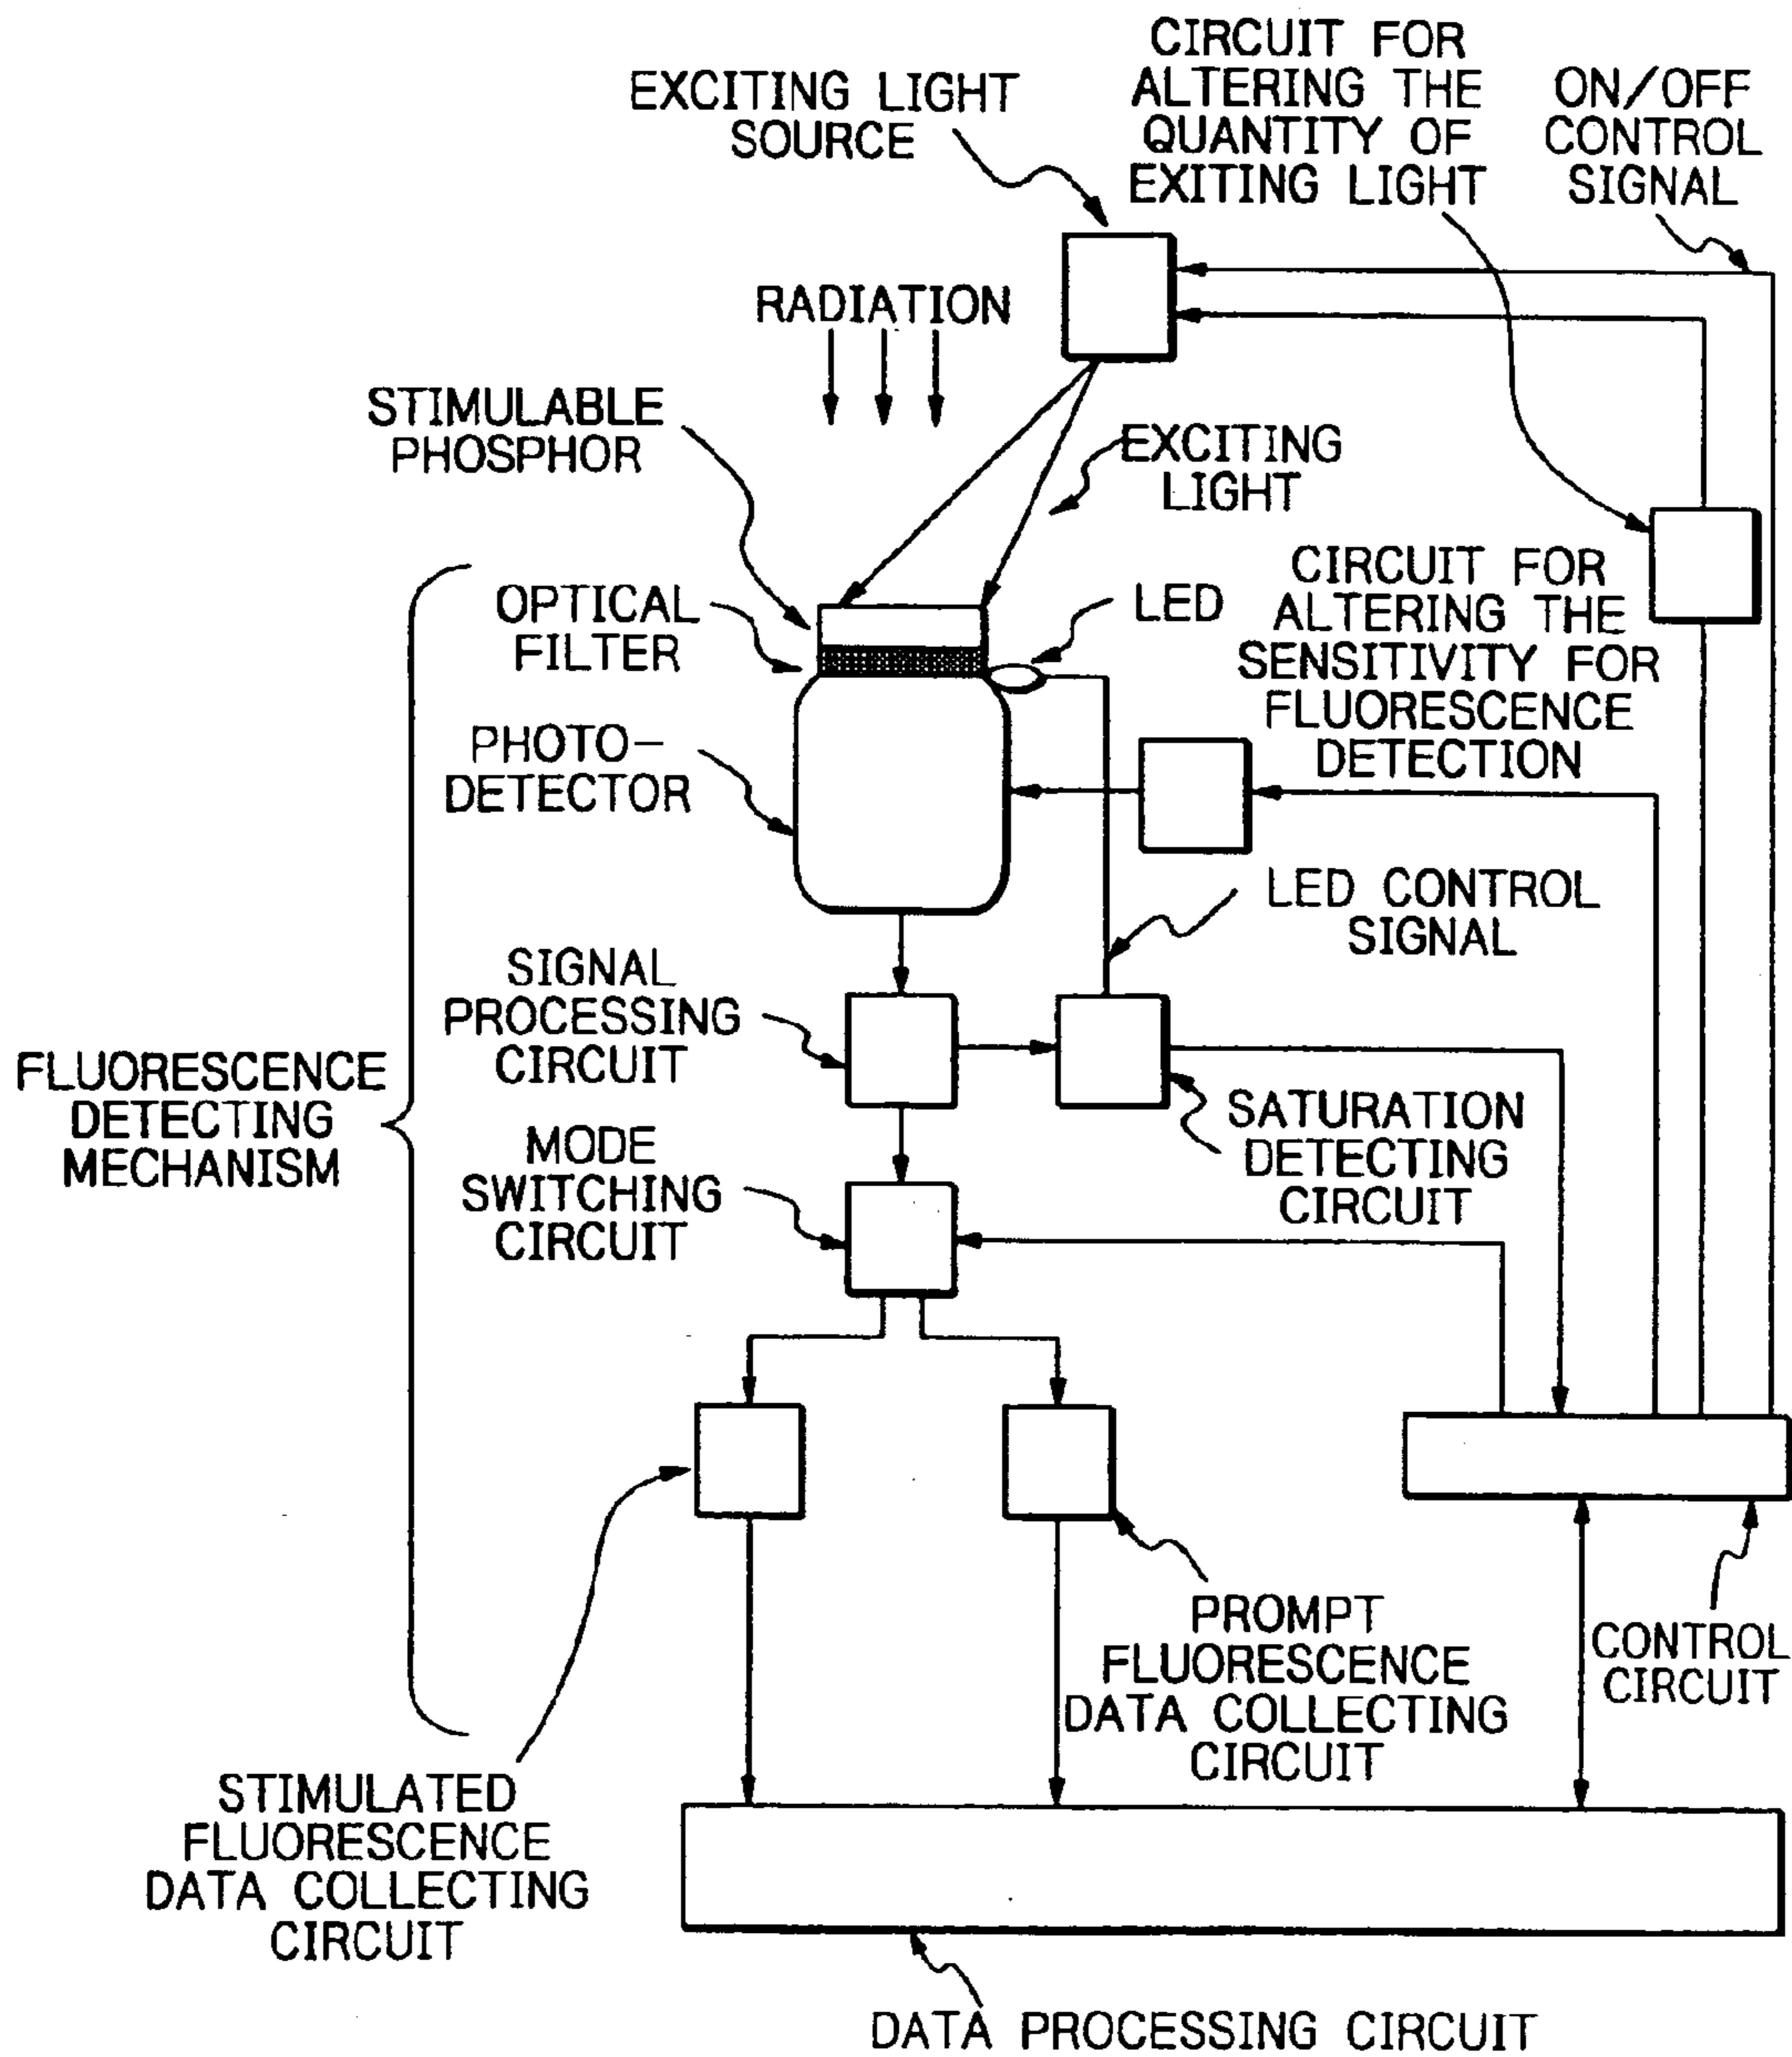 CIRCUIT FOR
ALTERING THE
QUANTITY OF
EXITING LIGHT
EXCITING LIGHT
SOURCE
ON/OFF
CONTROL
SIGNAL
RADIATION
STIMULABLE
PHOSPHOR
EXCITING
LIGHT
OPTICAL
FILTER
LED
CIRCUIT FOR
ALTERING THE
SENSITIVITY FOR
FLUORESCENCE
DETECTION
PHOTO-
DETECTOR
LED CONTROL
SIGNAL
SIGNAL
PROCESSING
CIRCUIT
FLUORESCENCE
DETECTING
MECHANISM
SATURATION
DETECTING
CIRCUIT
MODE
SWITCHING
CIRCUIT
PROMPT
FLUORESCENCE
DATA COLLECTING
CIRCUIT
CONTROL
CIRCUIT
STIMULATED
FLUORESCENCE
DATA COLLECTING
CIRCUIT
DATA PROCESSING CIRCUIT